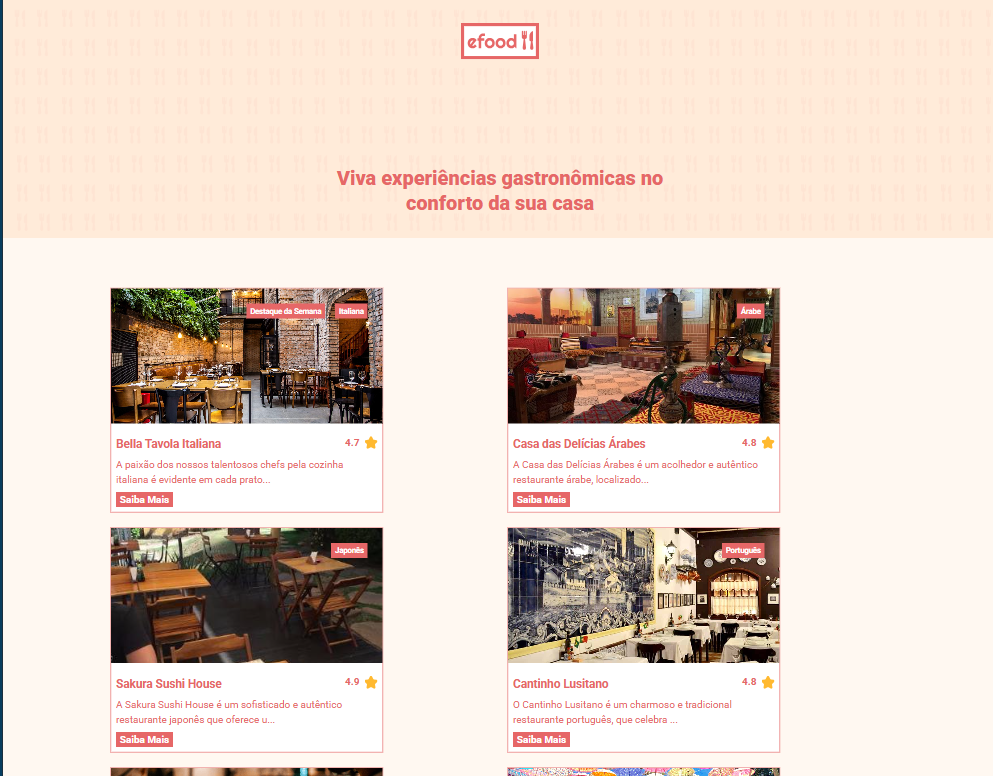 efood
Viva experiências gastronômicas no
conforto da sua casa
Destaque da Semana
Italiana
Bella Tavola Italiana
4.7
A paixão dos nossos talentosos chefs pela cozinha
italiana é evidente em cada prato...
Saiba Mais
Árabe
Casa das Delícias Árabes
4.8
A Casa das Delícias Árabes é um acolhedor e autêntico
restaurante árabe, localizado...
Saiba Mais
Japonês
Sakura Sushi House
4.9
A Sakura Sushi House é um sofisticado e autêntico
restaurante japonês que oferece u...
Saiba Mais
Português
Cantinho Lusitano
4.8
O Cantinho Lusitano é um charmoso e tradicional
restaurante português, que celebra ...
Saiba Mais